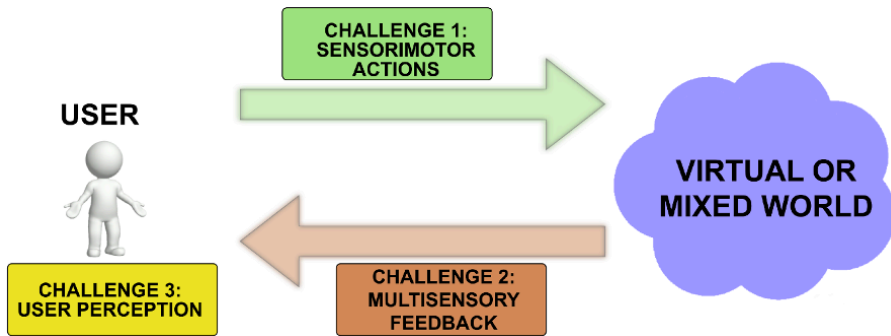 CHALLENGE 1:
SENSORIMOTOR
ACTIONS
USER
VIRTUAL OR
MIXED WORLD
CHALLENGE 3:
USER PERCEPTION
CHALLENGE 2:
MULTISENSORY
FEEDBACK